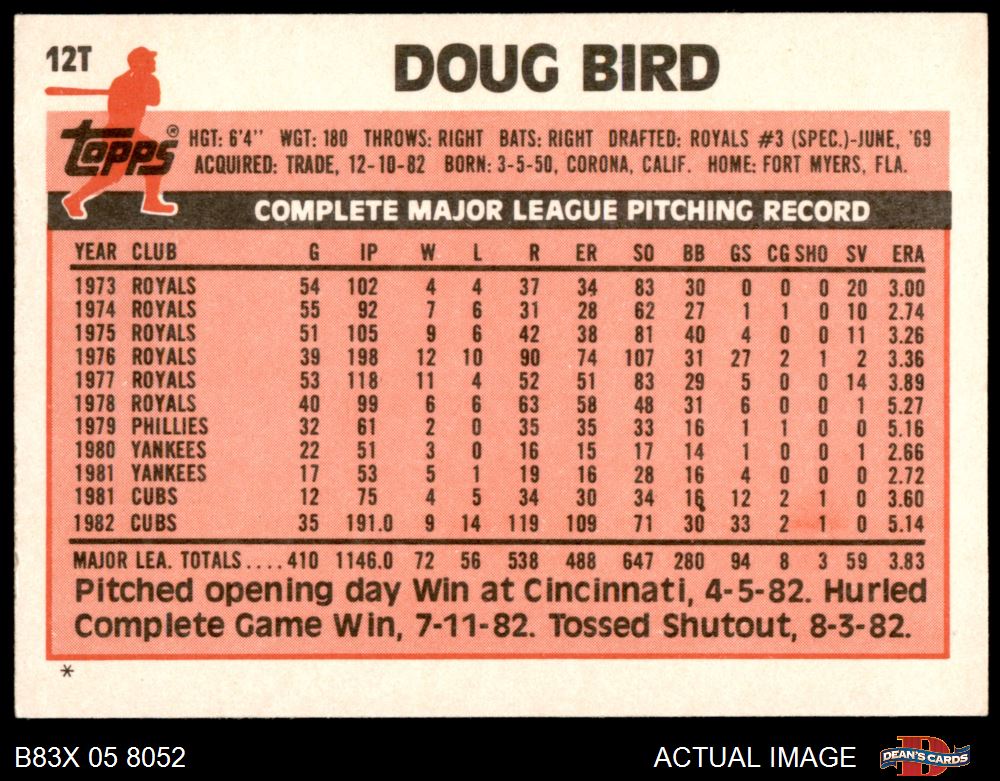 12T
DOUG BIRD
topps®
HGT: 6'4" WGT: 180 THROWS: RIGHT BATS: RIGHT DRAFTED: ROYALS #3 (SPEC.)-JUNE, '69
ACQUIRED: TRADE, 12-10-82 BORN: 3-5-50, CORONA, CALIF. HOME: FORT MYERS, FLA.
COMPLETE MAJOR LEAGUE PITCHING RECORD
YEAR CLUB G IP W L R ER SO BB GS CG SHO SV ERA
1973 ROYALS 54 102 4 4 37 34 83 30 0 0 0 20 3.00
1974 ROYALS 55 92 7 6 31 28 62 27 1 1 0 10 2.74
1975 ROYALS 51 105 9 6 42 38 81 40 4 0 0 11 3.26
1976 ROYALS 39 198 12 10 90 74 107 31 27 2 1 2 3.36
1977 ROYALS 53 118 11 4 52 51 83 29 5 0 0 14 3.89
1978 ROYALS 40 99 6 6 63 58 48 31 6 0 0 1 5.27
1979 PHILLIES 32 61 2 0 35 35 33 16 1 1 0 0 5.16
1980 YANKEES 22 51 3 0 16 15 17 14 1 0 0 1 2.66
1981 YANKEES 17 53 5 1 19 16 28 16 4 0 0 0 2.72
1981 CUBS 12 75 4 5 34 30 34 16 12 2 1 0 3.60
1982 CUBS 35 191.0 9 14 119 109 71 30 33 2 1 0 5.14
MAJOR LEA. TOTALS....410 1146.0 72 56 538 488 647 280 94 8 3 59 3.83
Pitched opening day Win at Cincinnati, 4-5-82. Hurled
Complete Game Win, 7-11-82. Tossed Shutout, 8-3-82.
*
B83X 05 8052 ACTUAL IMAGE DEAN'S CARDS